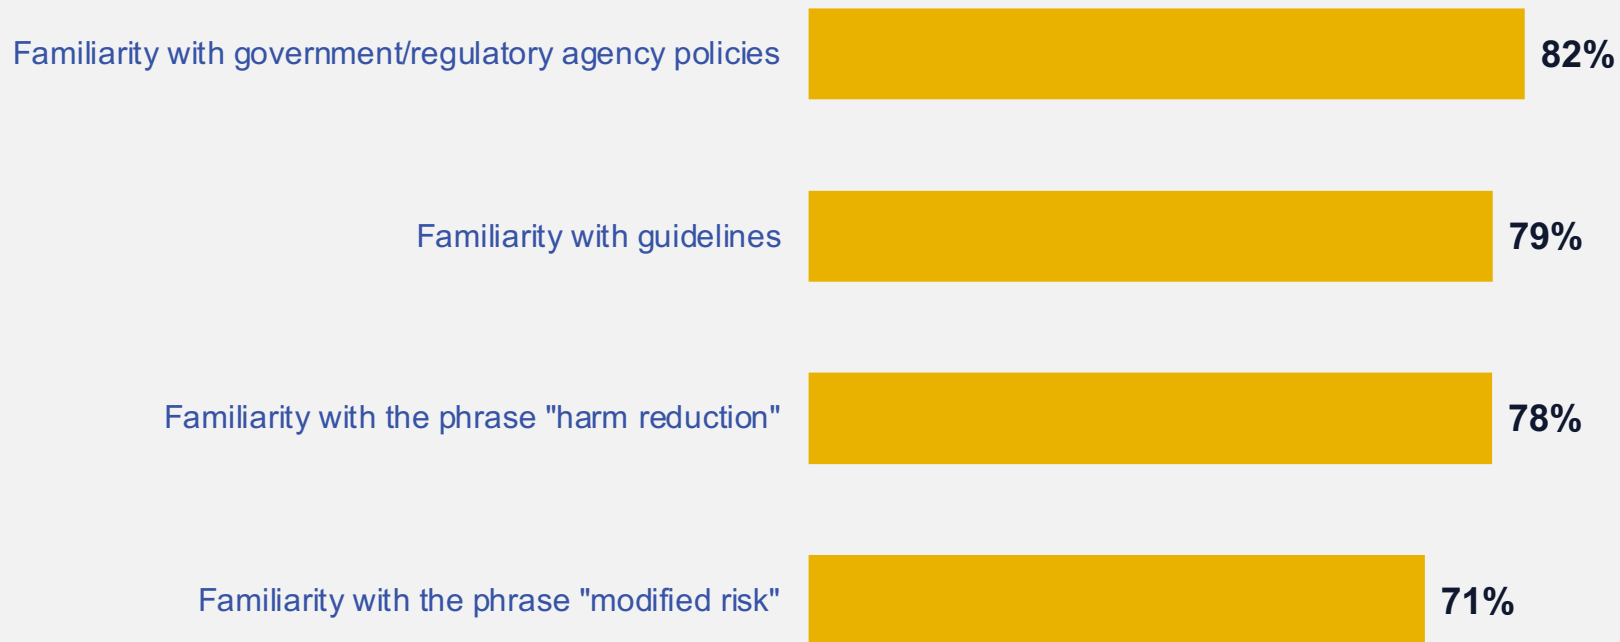 Familiarity with government/regulatory agency policies 82%
Familiarity with guidelines 79%
Familiarity with the phrase "harm reduction" 78%
Familiarity with the phrase "modified risk" 71%